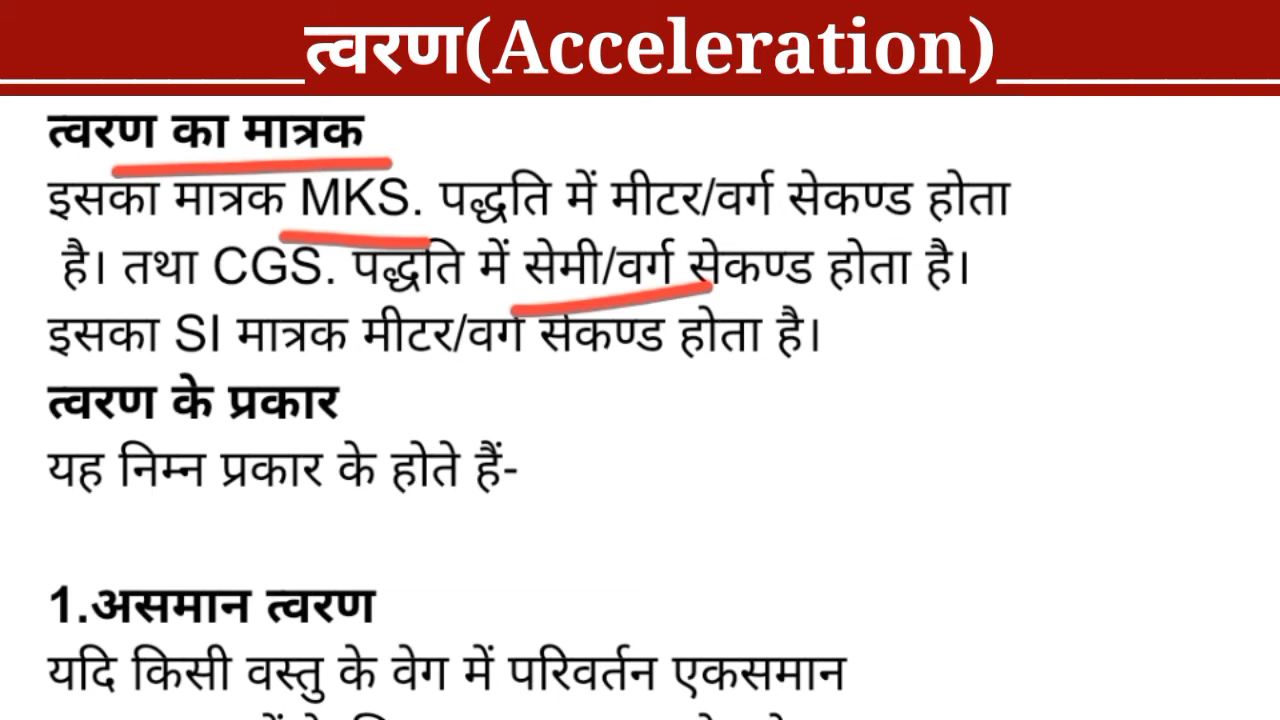 त्वरण(Acceleration)
त्वरण का मात्रक
इसका मात्रक MKS. पद्धति में मीटर/वर्ग सेकण्ड होता
है। तथा CGS. पद्धति में सेमी/वर्ग सेकण्ड होता है।
इसका SI मात्रक मीटर/वर्ग सेकण्ड होता है।
त्वरण के प्रकार
यह निम्न प्रकार के होते हैं-
1.असमान त्वरण
यदि किसी वस्तु के वेग में परिवर्तन एकसमान